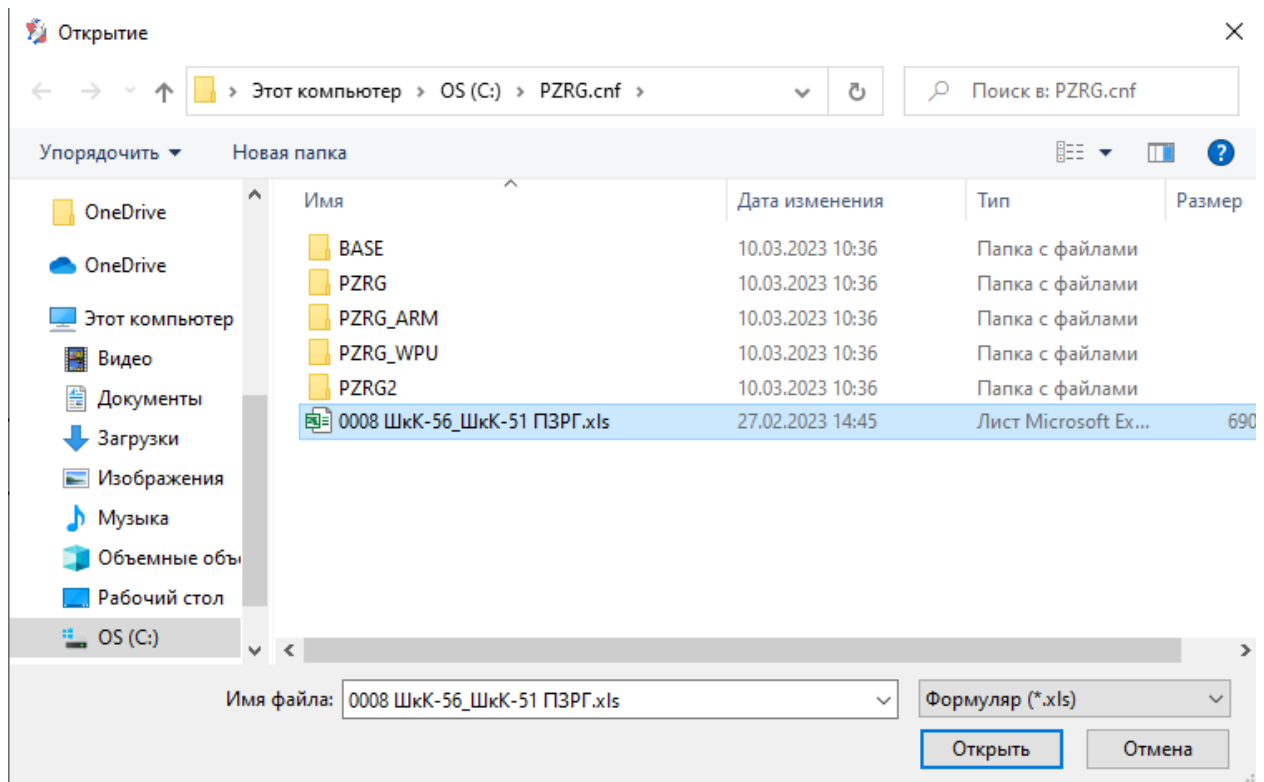 Открытие
Этот компьютер > OS (C:) > PZRG.cnf >
Поиск в: PZRG.cnf
Упорядочить
Новая папка
Имя
Дата изменения
Тип
Размер
OneDrive
OneDrive
Этот компьютер
Видео
Документы
Загрузки
Изображения
Музыка
Объемные объ
Рабочий стол
OS (C:)
BASE 10.03.2023 10:36 Папка с файлами
PZRG 10.03.2023 10:36 Папка с файлами
PZRG_ARM 10.03.2023 10:36 Папка с файлами
PZRG_WPU 10.03.2023 10:36 Папка с файлами
PZRG2 10.03.2023 10:36 Папка с файлами
0008 ШкК-56_ШкК-51 ПЗРГ.xls 27.02.2023 14:45 Лист Microsoft Ex... 690
Имя файла: 0008 ШкК-56_ШкК-51 ПЗРГ.xls
Формуляр (*.xls)
Открыть
Отмена